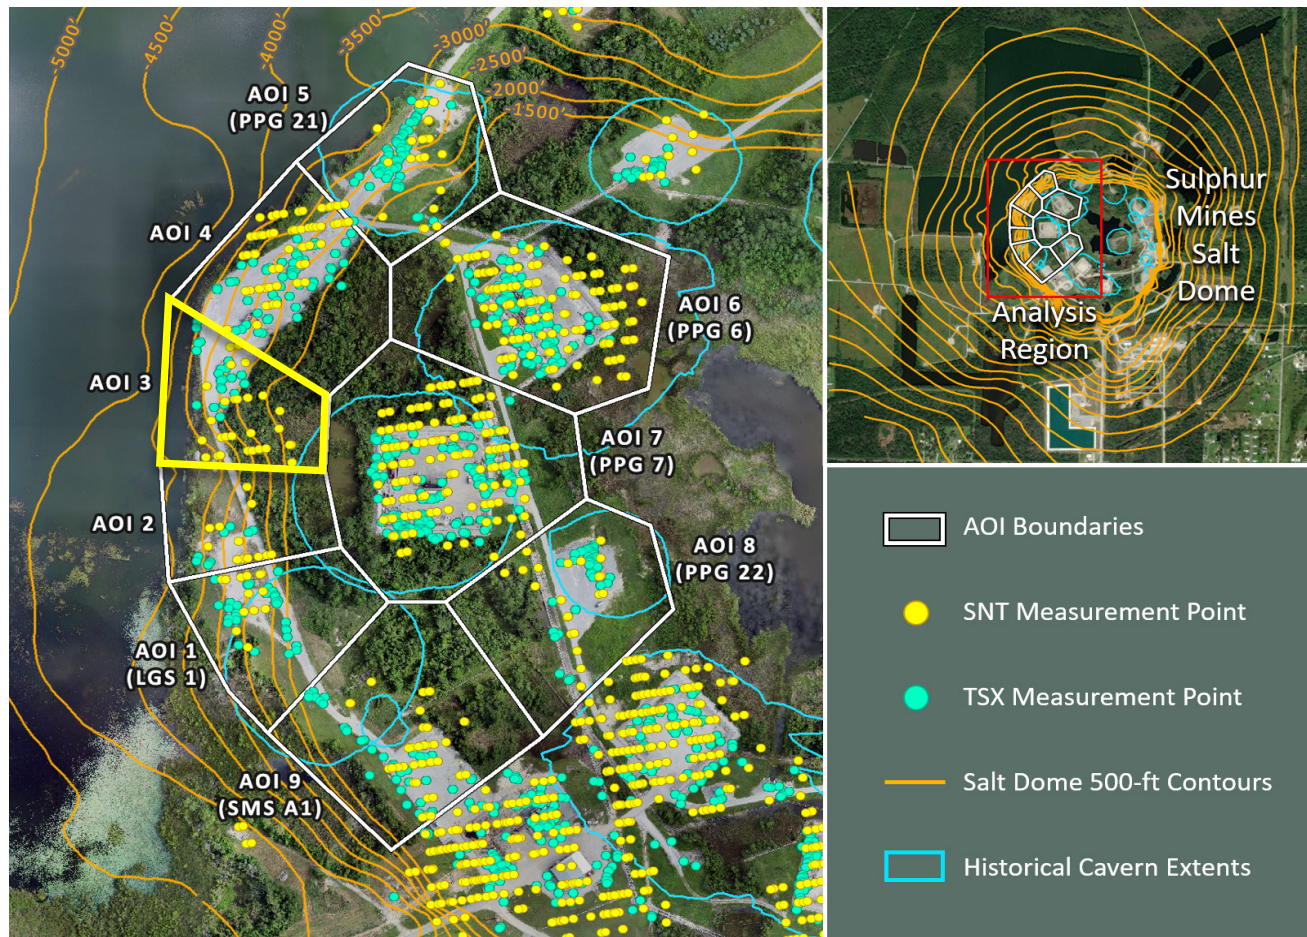 -5000'
-4500'
-4000'
-3500'
-3000'
-2500'
-2000'
-1500'
AOI 5
(PPG 21)
AOI 4
AOI 3
AOI 2
AOI 1
(LGS 1)
AOI 9
(SMS A1)
AOI 6
(PPG 6)
AOI 7
(PPG 7)
AOI 8
(PPG 22)
Sulphur
Mines
Salt
Dome
Analysis
Region
AOI Boundaries
SNT Measurement Point
TSX Measurement Point
Salt Dome 500-ft Contours
Historical Cavern Extents